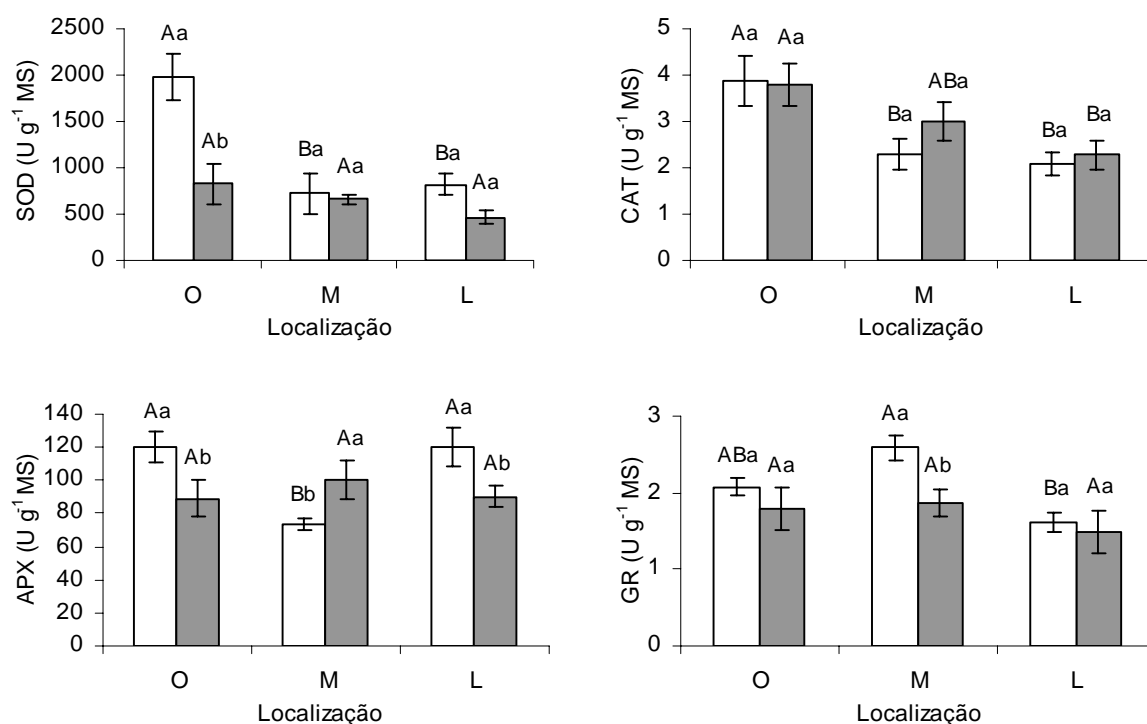 SOD (U g⁻¹ MS)
2500
2000
1500
1000
500
0
Aa
Ab
Ba
Aa
Ba
Aa
O M L
Localização
CAT (U g⁻¹ MS)
5
4
3
2
1
0
Aa
Aa
Ba
ABa
Ba
Ba
O M L
Localização
APX (U g⁻¹ MS)
140
120
100
80
60
40
20
0
Aa
Ab
Bb
Aa
Aa
Ab
O M L
Localização
GR (U g⁻¹ MS)
3
2
1
0
ABa
Aa
Aa
Ab
Ba
Aa
O M L
Localização